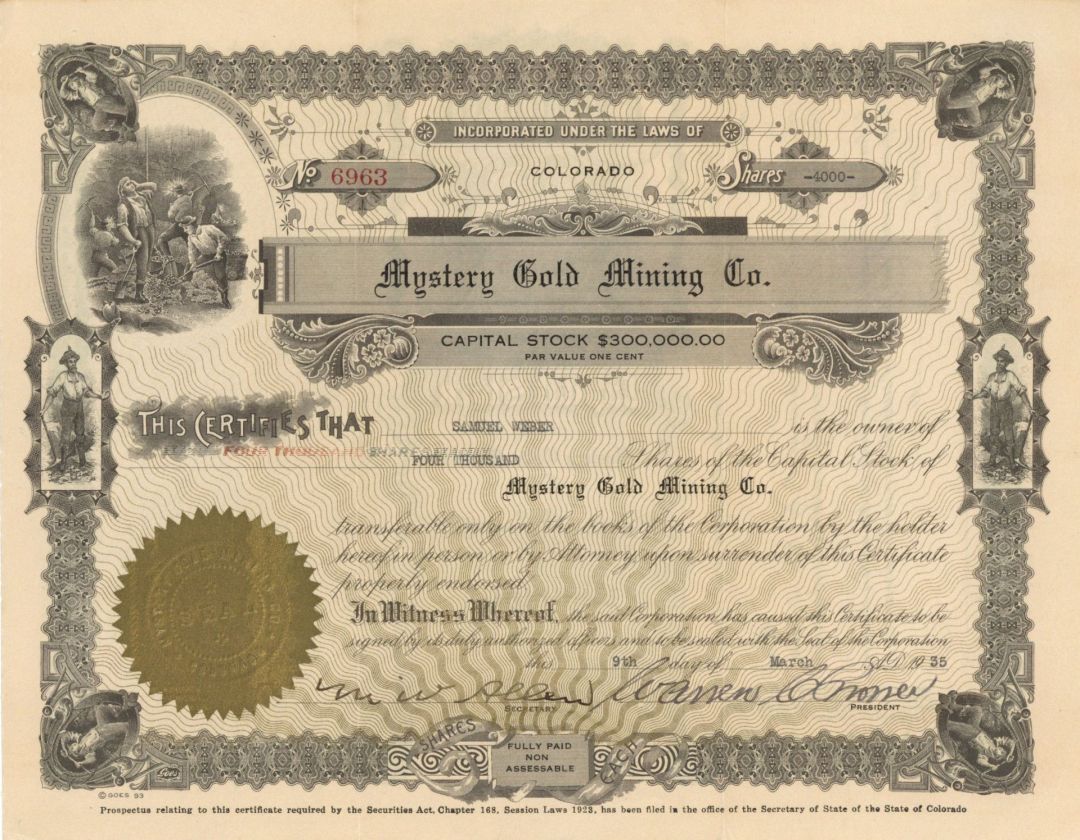 INCORPORATED UNDER THE LAWS OF
COLORADO
No 6963
Shares -4000-
Mystery Gold Mining Co.
CAPITAL STOCK $300,000.00
PAR VALUE ONE CENT
THIS CERTIFIES THAT SAMUEL WEBER is the owner of
FOUR THOUSAND SHARES
FOUR THOUSAND Shares of the Capital Stock of
Mystery Gold Mining Co.
transferable only on the books of the Corporation by the holder
hereof in person or by Attorney upon surrender of this Certificate
properly endorsed.
In Witness Whereof, the said Corporation has caused this Certificate to be
signed by its duly authorized officers and to be sealed with the Seal of the Corporation
this 9th day of March A.D. 1935
SECRETARY
Warren
PRESIDENT
SHARES
FULLY PAID
NON
ASSESSABLE
EACH
GOES
© GOES 93
Prospectus relating to this certificate required by the Securities Act, Chapter 168, Session Laws 1923, has been filed in the office of the Secretary of State of the State of Colorado